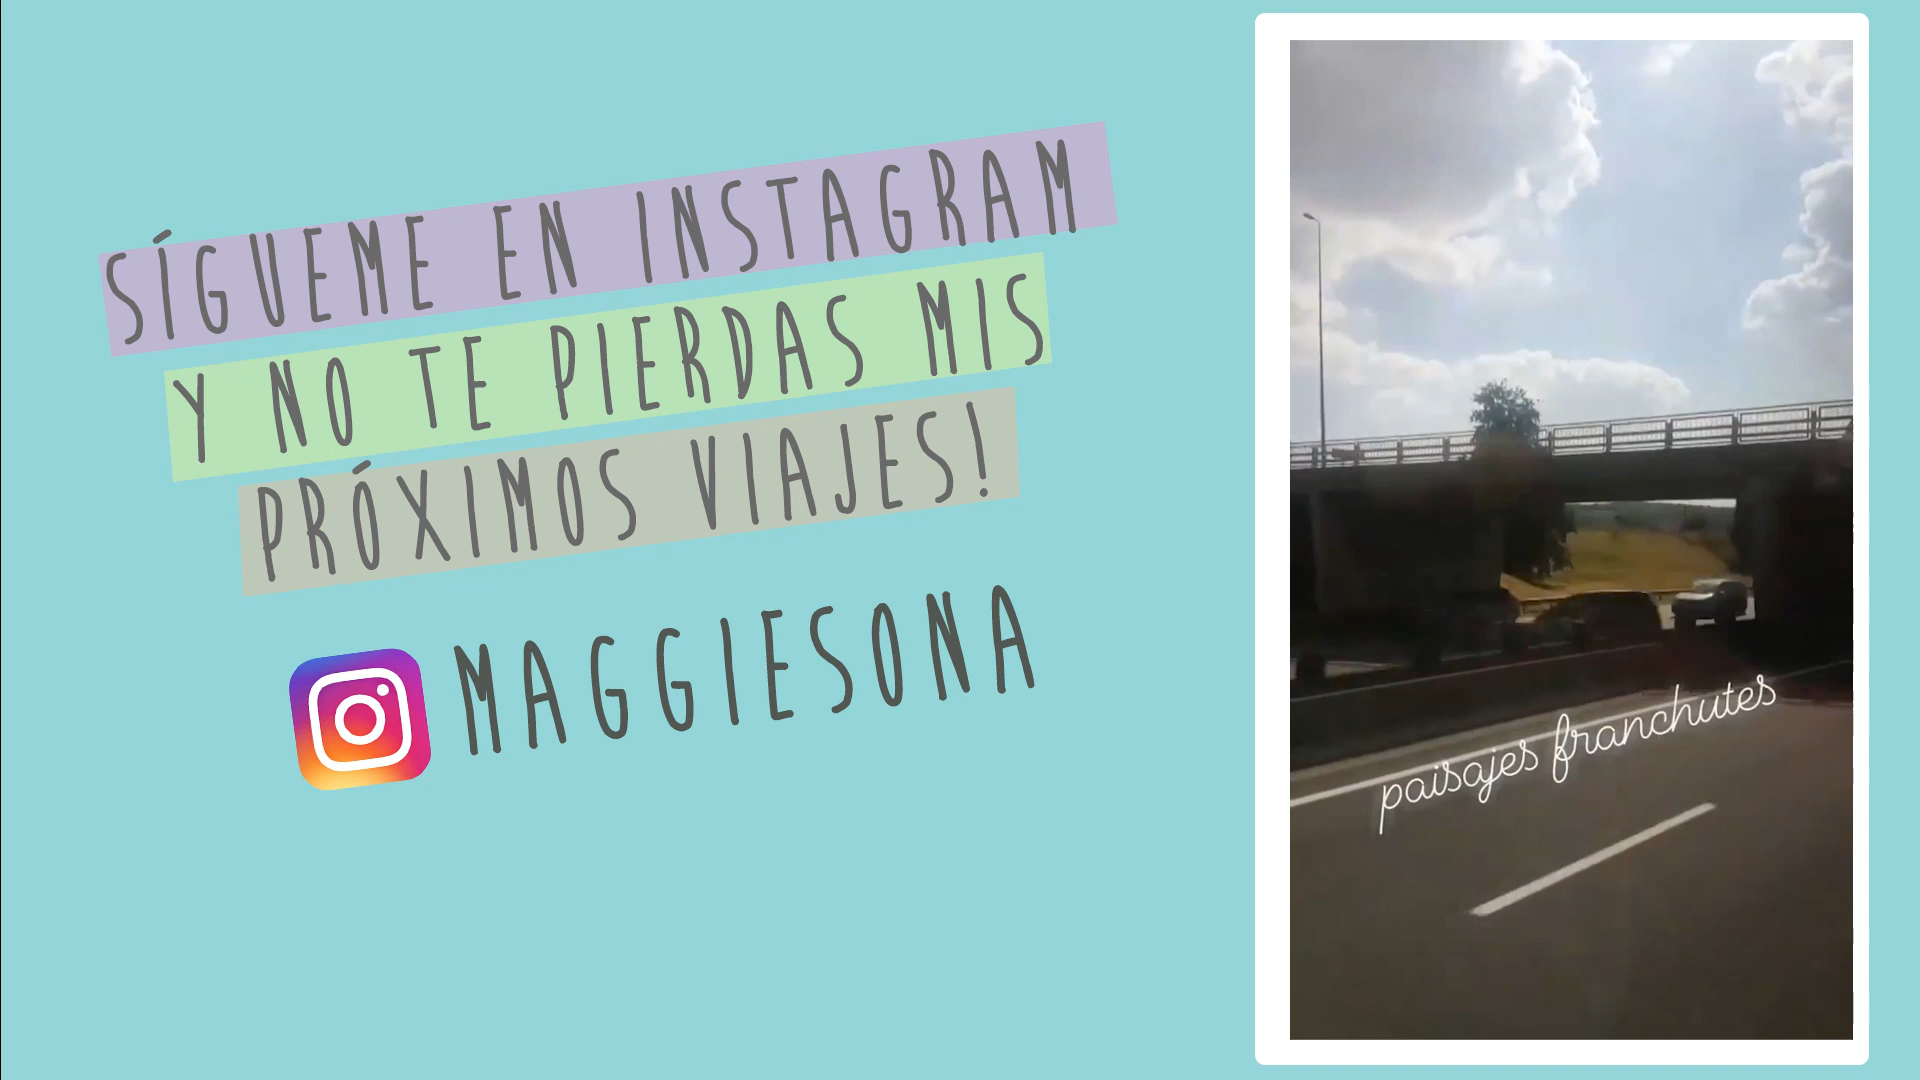 SÍGUEME EN INSTAGRAM
Y NO TE PIERDAS MIS
PRÓXIMOS VIAJES!
MAGGIESONA
paisajes franchutes